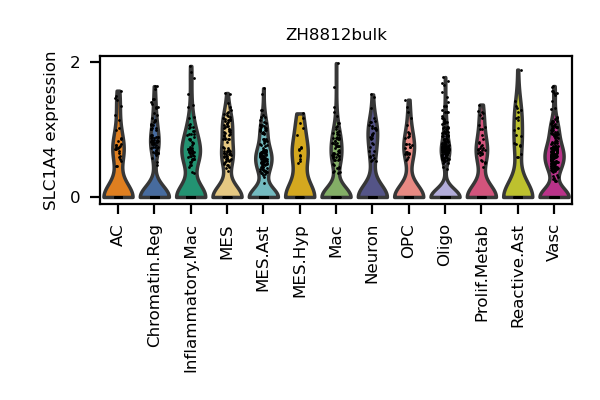 ZH8812bulk
SLC1A4 expression
2
0
AC
Chromatin.Reg
Inflammatory.Mac
MES
MES.Ast
MES.Hyp
Mac
Neuron
OPC
Oligo
Prolif.Metab
Reactive.Ast
Vasc